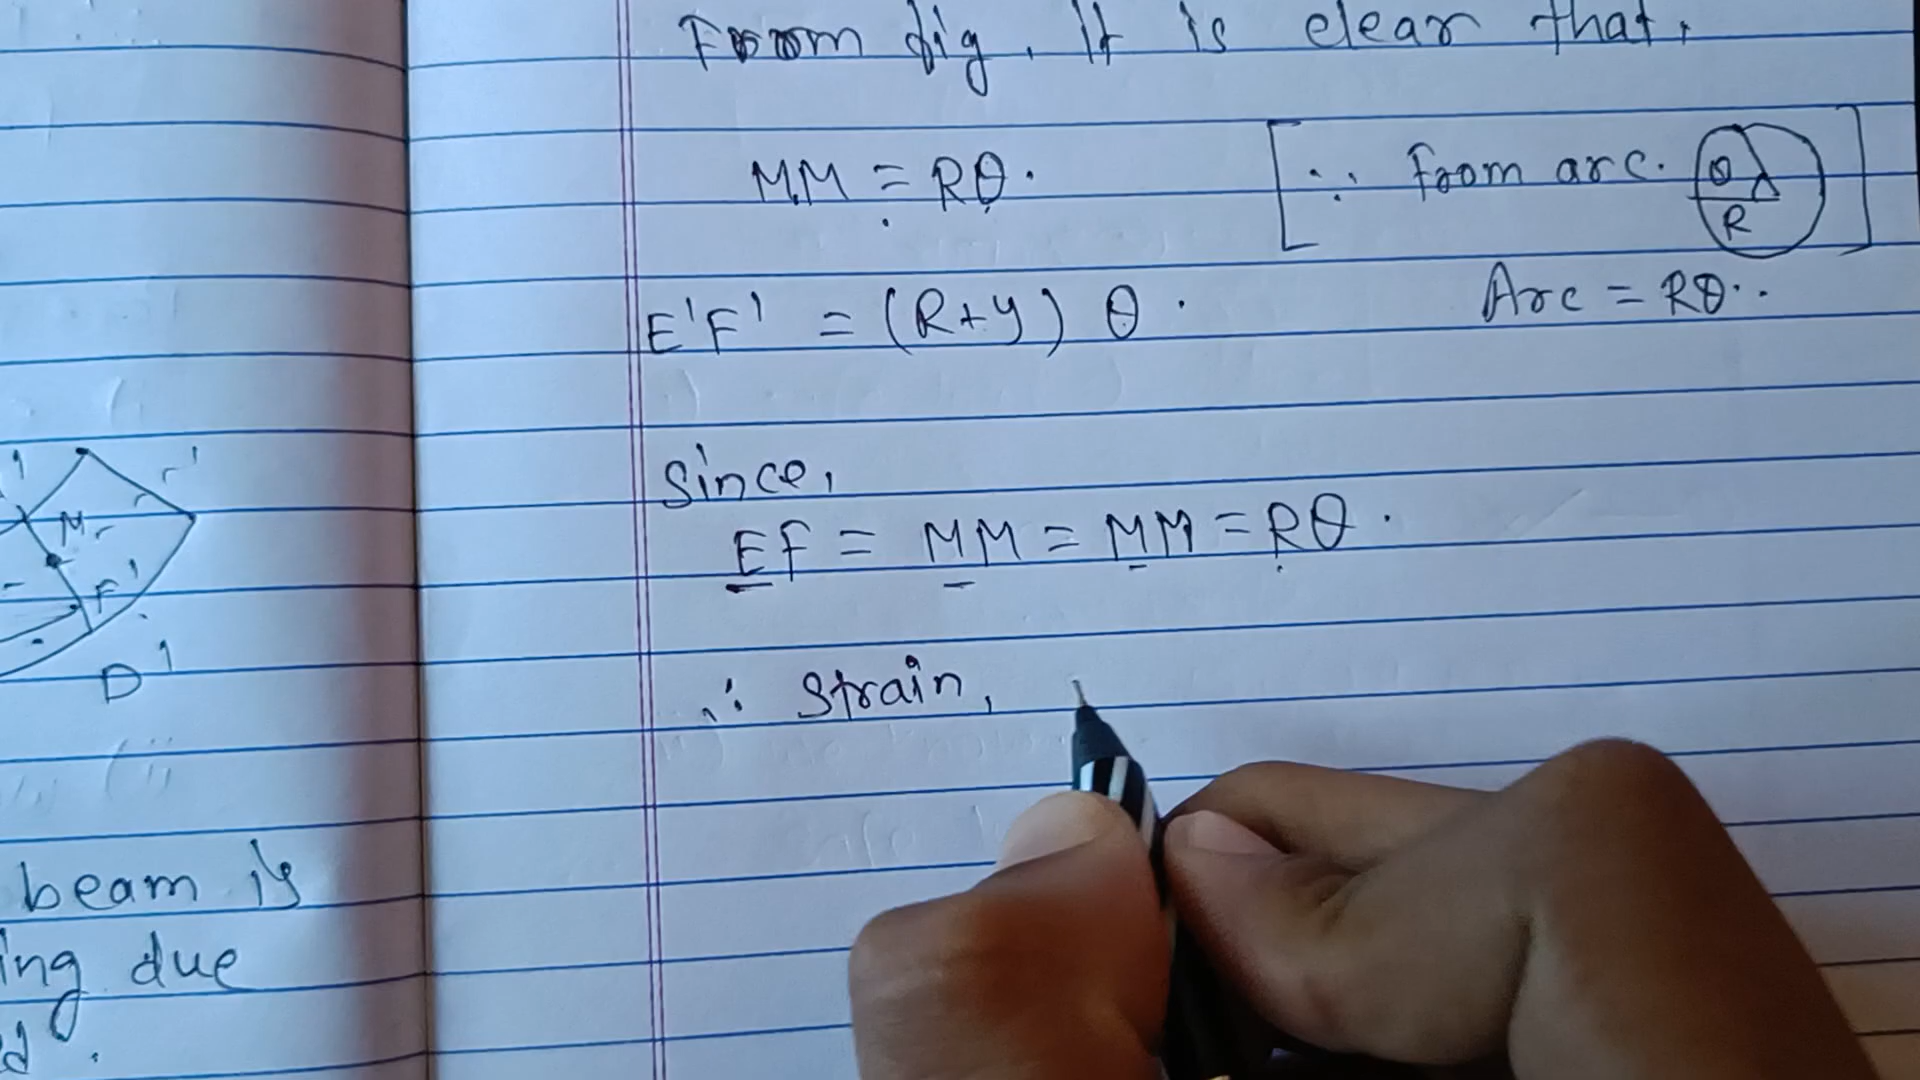 From fig, It is clear that,
MM = Rθ.
[∵ from arc. θ R]
E'F' = (R+y) θ.
Arc = Rθ..
Since,
EF = MM = MM = Rθ.
∴ Strain,
M
F'
D'
beam is
ing due